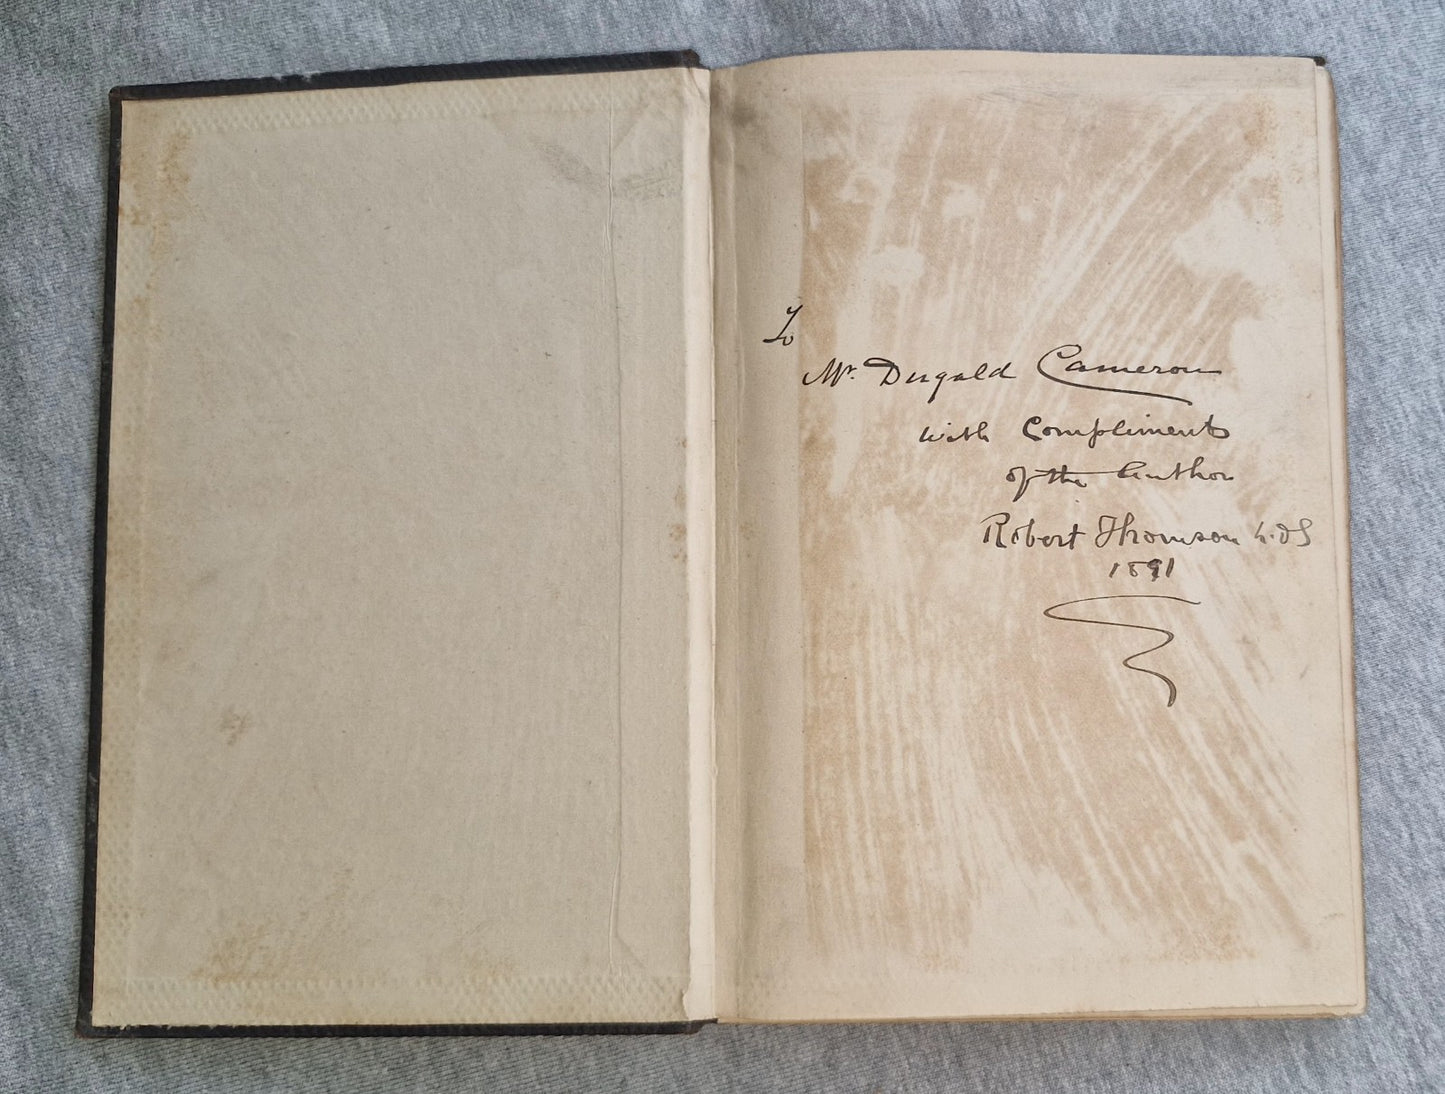 To
Mr. Dugald Cameron
with Compliments
of the Author
Robert Thomson L.D.S
1891